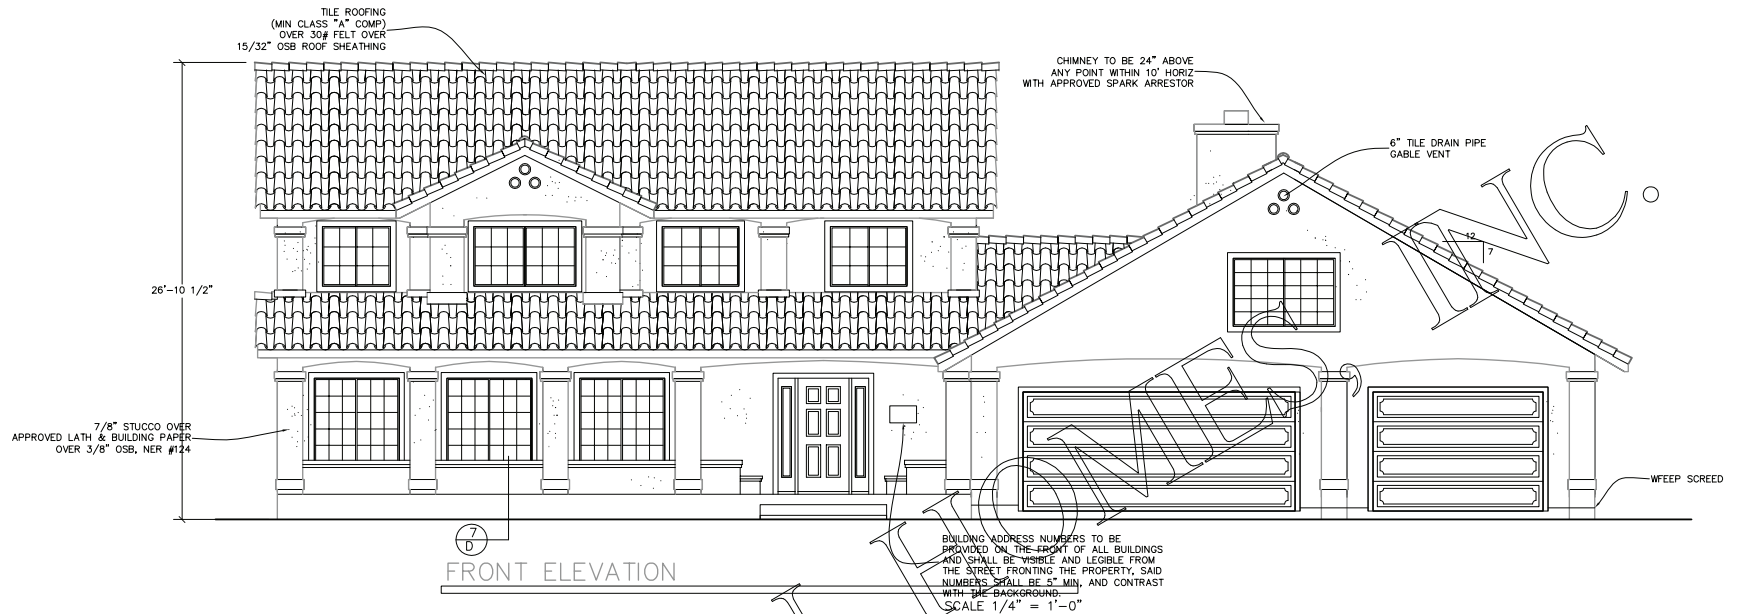 TILE ROOFING
(MIN CLASS "A" COMP)
OVER 30# FELT OVER
15/32" OSB ROOF SHEATHING
CHIMNEY TO BE 24" ABOVE
ANY POINT WITHIN 10' HORIZ
WITH APPROVED SPARK ARRESTOR
6" TILE DRAIN PIPE
GABLE VENT
12
7
26'-10 1/2"
7/8" STUCCO OVER
APPROVED LATH & BUILDING PAPER
OVER 3/8" OSB, NER #124
WFEEP SCREED
7
D
BUILDING ADDRESS NUMBERS TO BE
PROVIDED ON THE FRONT OF ALL BUILDINGS
AND SHALL BE VISIBLE AND LEGIBLE FROM
THE STREET FRONTING THE PROPERTY, SAID
NUMBERS SHALL BE 5" MIN, AND CONTRAST
WITH THE BACKGROUND.
FRONT ELEVATION
SCALE 1/4" = 1'-0"
HOMES, INC.